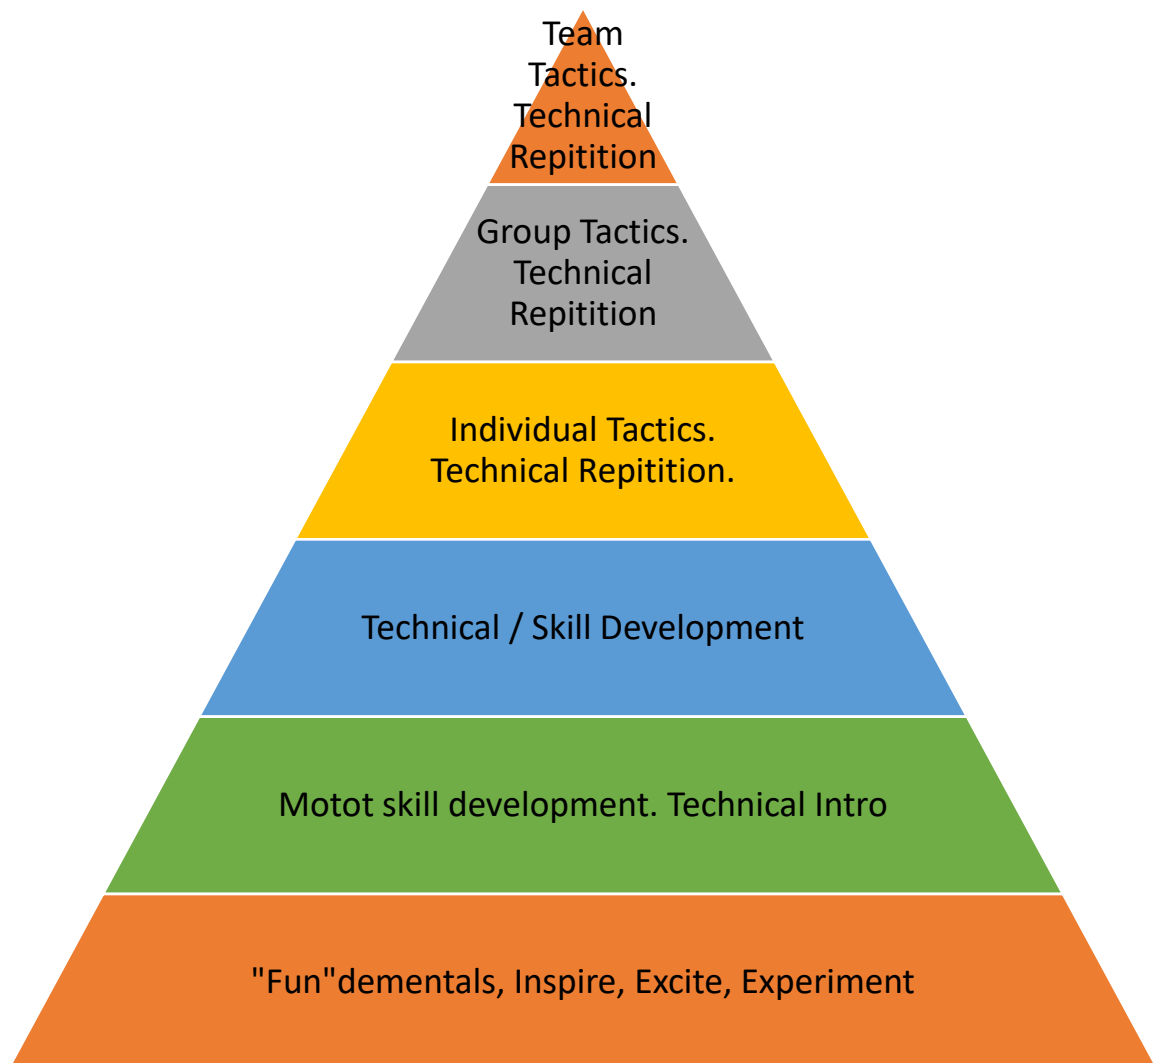 Team
Tactics.
Technical
Repitition
Group Tactics.
Technical
Repitition
Individual Tactics.
Technical Repitition.
Technical / Skill Development
Motot skill development. Technical Intro
"Fun"dementals, Inspire, Excite, Experiment